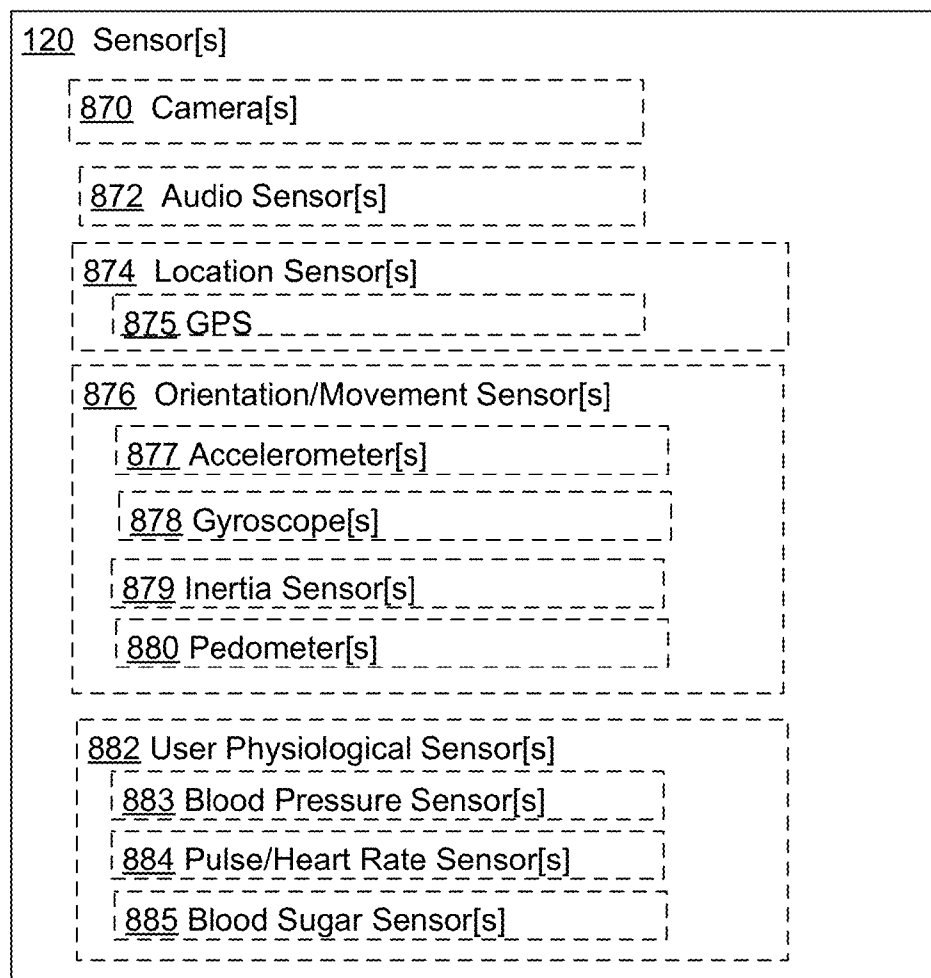 120 Sensor[s]
870 Camera[s]
872 Audio Sensor[s]
874 Location Sensor[s]
875 GPS
876 Orientation/Movement Sensor[s]
877 Accelerometer[s]
878 Gyroscope[s]
879 Inertia Sensor[s]
880 Pedometer[s]
882 User Physiological Sensor[s]
883 Blood Pressure Sensor[s]
884 Pulse/Heart Rate Sensor[s]
885 Blood Sugar Sensor[s]